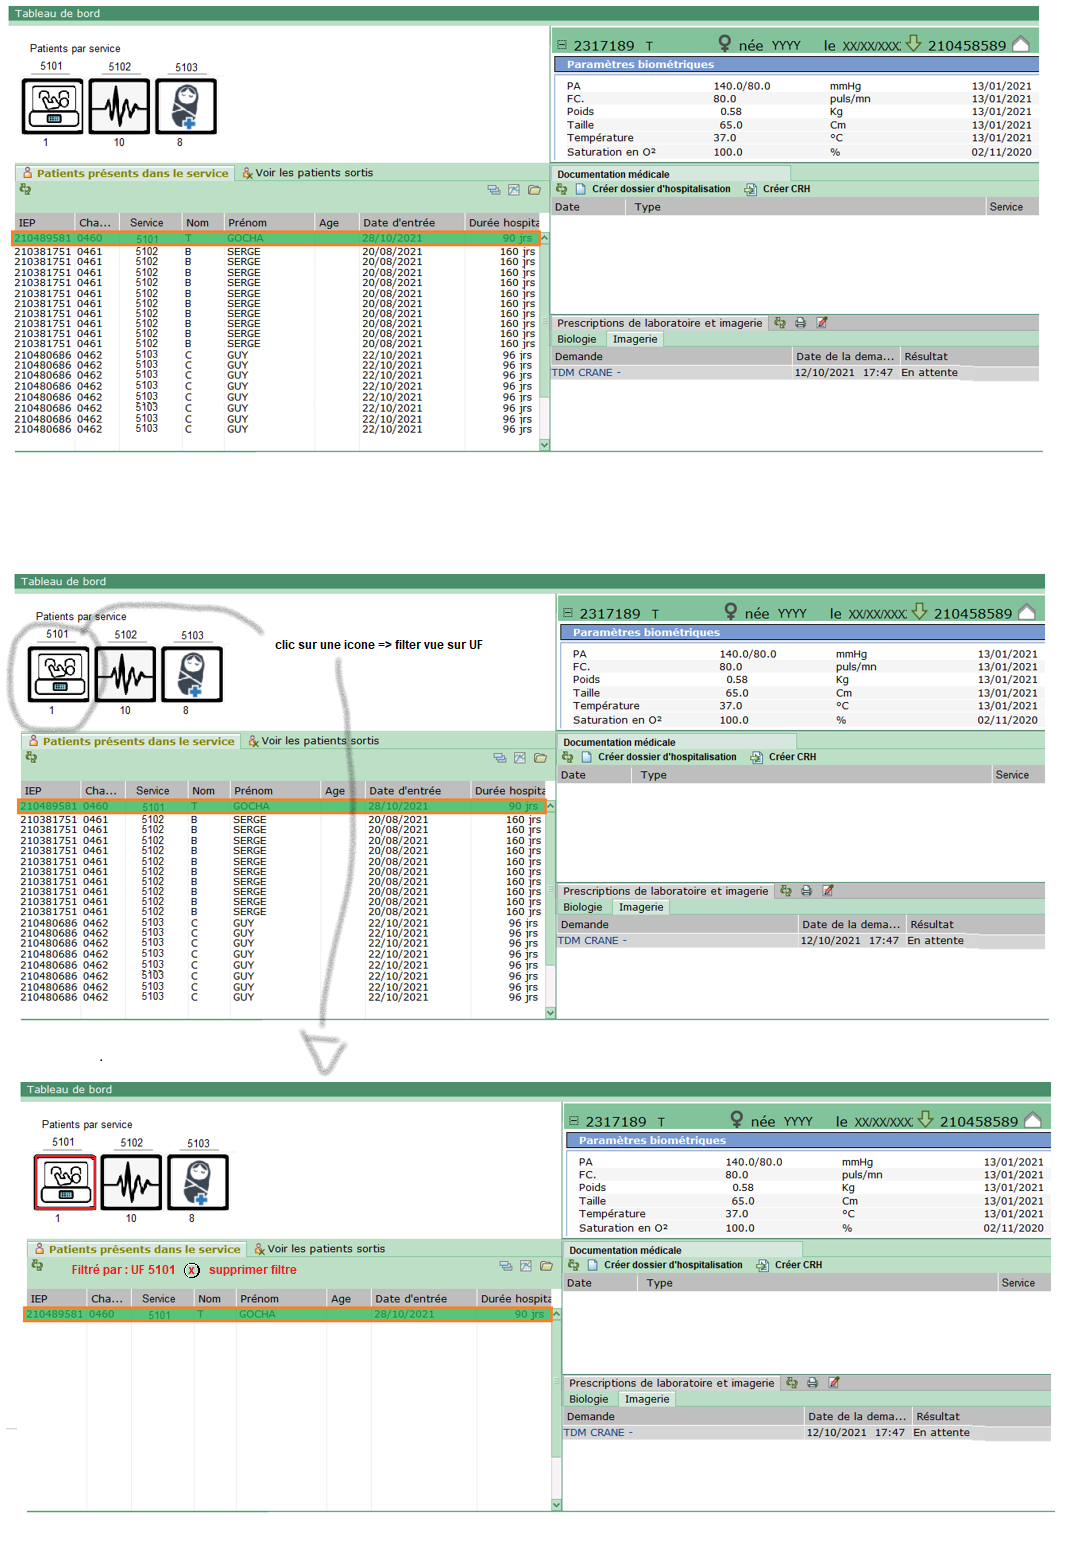 Tableau de bord
Patients par service
5101 5102 5103
1 10 8
2317189 T née YYYY le XX/XX/XXX 210458589
Paramètres biométriques
PA 140.0/80.0 mmHg 13/01/2021
FC. 80.0 puls/mn 13/01/2021
Poids 0.58 Kg 13/01/2021
Taille 65.0 Cm 13/01/2021
Température 37.0 °C 13/01/2021
Saturation en O² 100.0 % 02/11/2020
Patients présents dans le service Voir les patients sortis
IEP Cha... Service Nom Prénom Age Date d'entrée Durée hospita
210489581 0460 5101 T GOCHA 28/10/2021 90 jrs
210381751 0461 5102 B SERGE 20/08/2021 160 jrs
210381751 0461 5102 B SERGE 20/08/2021 160 jrs
210381751 0461 5102 B SERGE 20/08/2021 160 jrs
210381751 0461 5102 B SERGE 20/08/2021 160 jrs
210381751 0461 5102 B SERGE 20/08/2021 160 jrs
210381751 0461 5102 B SERGE 20/08/2021 160 jrs
210381751 0461 5102 B SERGE 20/08/2021 160 jrs
210381751 0461 5102 B SERGE 20/08/2021 160 jrs
210381751 0461 5102 B SERGE 20/08/2021 160 jrs
210381751 0461 5102 B SERGE 20/08/2021 160 jrs
210480686 0462 5103 C GUY 22/10/2021 96 jrs
210480686 0462 5103 C GUY 22/10/2021 96 jrs
210480686 0462 5103 C GUY 22/10/2021 96 jrs
210480686 0462 5103 C GUY 22/10/2021 96 jrs
210480686 0462 5103 C GUY 22/10/2021 96 jrs
210480686 0462 5103 C GUY 22/10/2021 96 jrs
210480686 0462 5103 C GUY 22/10/2021 96 jrs
210480686 0462 5103 C GUY 22/10/2021 96 jrs
Documentation médicale
Créer dossier d'hospitalisation Créer CRH
Date Type Service
Prescriptions de laboratoire et imagerie
Biologie Imagerie
Demande Date de la dema... Résultat
TDM CRANE - 12/10/2021 17:47 En attente
Tableau de bord
Patients par service
5101 5102 5103
1 10 8
clic sur une icone => filter vue sur UF
2317189 T née YYYY le XX/XX/XXX 210458589
Paramètres biométriques
PA 140.0/80.0 mmHg 13/01/2021
FC. 80.0 puls/mn 13/01/2021
Poids 0.58 Kg 13/01/2021
Taille 65.0 Cm 13/01/2021
Température 37.0 °C 13/01/2021
Saturation en O² 100.0 % 02/11/2020
Patients présents dans le service Voir les patients sortis
IEP Cha... Service Nom Prénom Age Date d'entrée Durée hospita
210489581 0460 5101 T GOCHA 28/10/2021 90 jrs
210381751 0461 5102 B SERGE 20/08/2021 160 jrs
210381751 0461 5102 B SERGE 20/08/2021 160 jrs
210381751 0461 5102 B SERGE 20/08/2021 160 jrs
210381751 0461 5102 B SERGE 20/08/2021 160 jrs
210381751 0461 5102 B SERGE 20/08/2021 160 jrs
210381751 0461 5102 B SERGE 20/08/2021 160 jrs
210381751 0461 5102 B SERGE 20/08/2021 160 jrs
210381751 0461 5102 B SERGE 20/08/2021 160 jrs
210381751 0461 5102 B SERGE 20/08/2021 160 jrs
210381751 0461 5102 B SERGE 20/08/2021 160 jrs
210480686 0462 5103 C GUY 22/10/2021 96 jrs
210480686 0462 5103 C GUY 22/10/2021 96 jrs
210480686 0462 5103 C GUY 22/10/2021 96 jrs
210480686 0462 5103 C GUY 22/10/2021 96 jrs
210480686 0462 5103 C GUY 22/10/2021 96 jrs
210480686 0462 5103 C GUY 22/10/2021 96 jrs
210480686 0462 5103 C GUY 22/10/2021 96 jrs
210480686 0462 5103 C GUY 22/10/2021 96 jrs
Documentation médicale
Créer dossier d'hospitalisation Créer CRH
Date Type Service
Prescriptions de laboratoire et imagerie
Biologie Imagerie
Demande Date de la dema... Résultat
TDM CRANE - 12/10/2021 17:47 En attente
Tableau de bord
Patients par service
5101 5102 5103
1 10 8
2317189 T née YYYY le XX/XX/XXX 210458589
Paramètres biométriques
PA 140.0/80.0 mmHg 13/01/2021
FC. 80.0 puls/mn 13/01/2021
Poids 0.58 Kg 13/01/2021
Taille 65.0 Cm 13/01/2021
Température 37.0 °C 13/01/2021
Saturation en O² 100.0 % 02/11/2020
Patients présents dans le service Voir les patients sortis
Filtré par : UF 5101 x supprimer filtre
IEP Cha... Service Nom Prénom Age Date d'entrée Durée hospita
210489581 0460 5101 T GOCHA 28/10/2021 90 jrs
Documentation médicale
Créer dossier d'hospitalisation Créer CRH
Date Type Service
Prescriptions de laboratoire et imagerie
Biologie Imagerie
Demande Date de la dema... Résultat
TDM CRANE - 12/10/2021 17:47 En attente